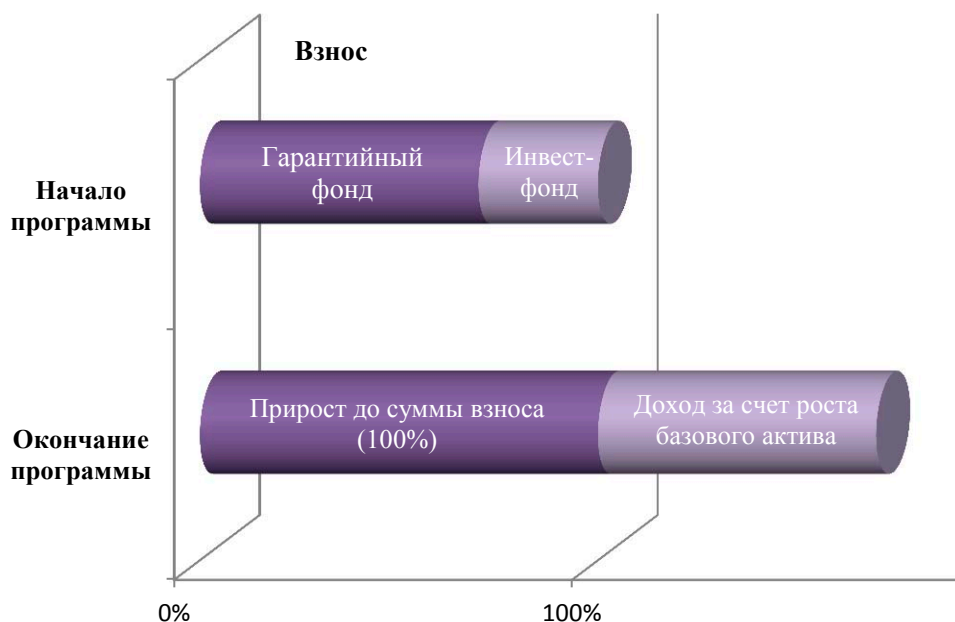 Взнос
Начало
программы
Гарантийный
фонд
Инвест-
фонд
Окончание
программы
Прирост до суммы взноса
(100%)
Доход за счет роста
базового актива
0%
100%